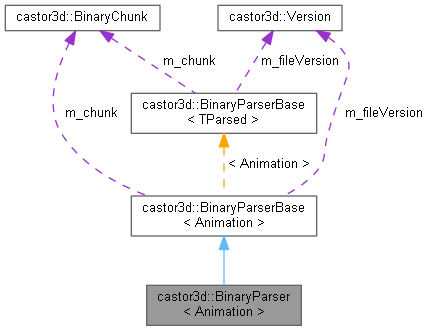 castor3d::BinaryChunk
castor3d::Version
m_chunk
m_fileVersion
castor3d::BinaryParserBase
< TParsed >
m_chunk
m_fileVersion
< Animation >
castor3d::BinaryParserBase
< Animation >
castor3d::BinaryParser
< Animation >